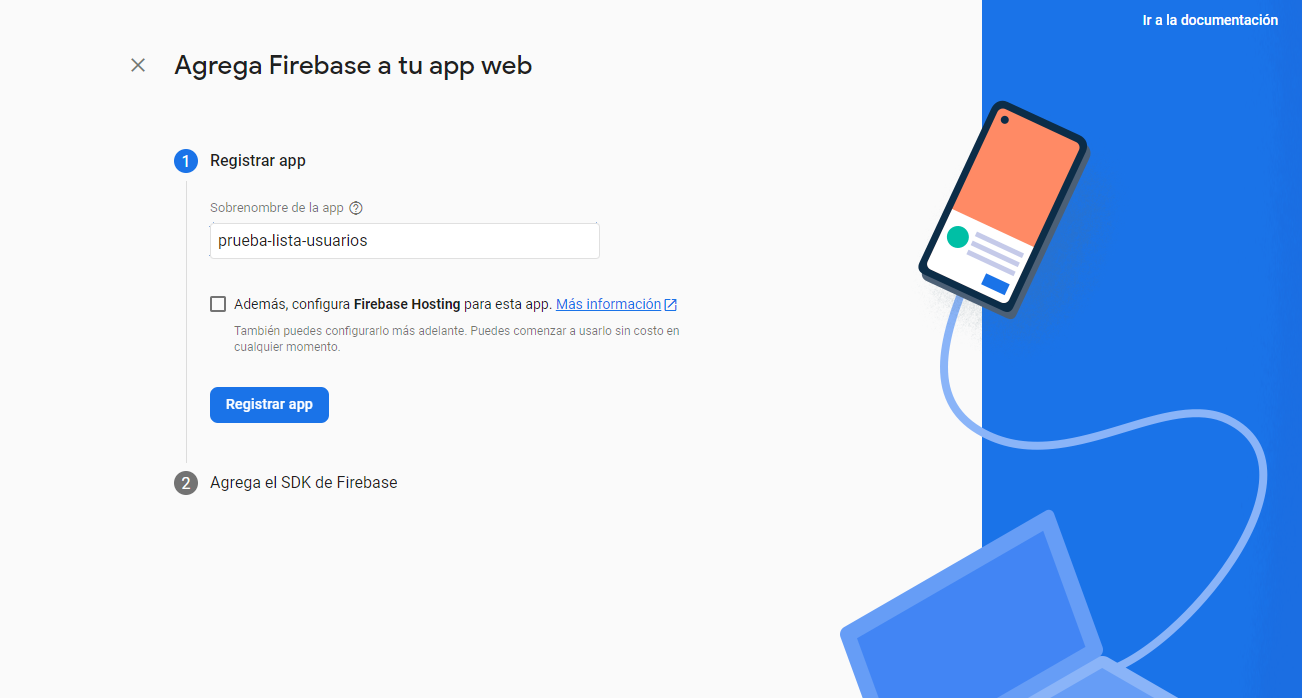 Ir a la documentación
Agrega Firebase a tu app web
1 Registrar app
Sobrenombre de la app
prueba-lista-usuarios
Además, configura Firebase Hosting para esta app. Más información
También puedes configurarlo más adelante. Puedes comenzar a usarlo sin costo en
cualquier momento.
Registrar app
2 Agrega el SDK de Firebase